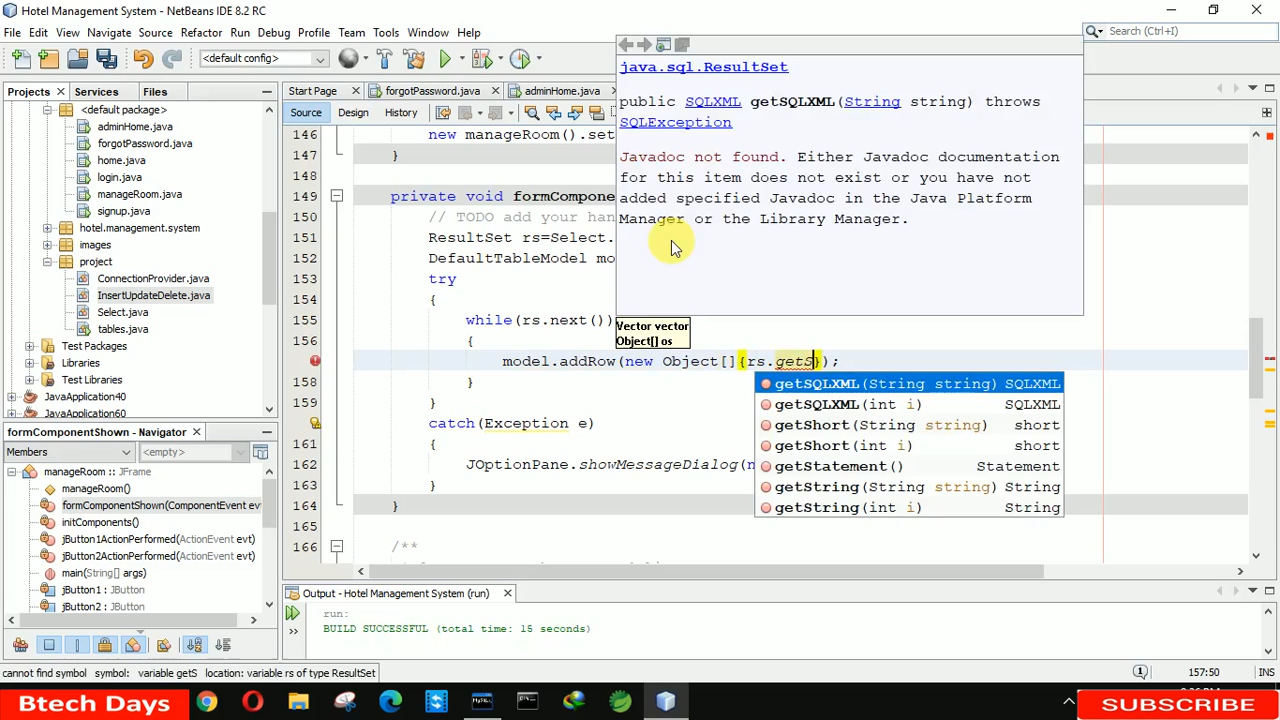 Hotel Management System - NetBeans IDE 8.2 RC
File Edit View Navigate Source Refactor Run Debug Profile Team Tools Window Help
Search (Ctrl+I)
<default config>
Projects Services Files
<default package>
adminHome.java
forgotPassword.java
home.java
login.java
manageRoom.java
signup.java
hotel.management.system
images
project
ConnectionProvider.java
InsertUpdateDelete.java
Select.java
tables.java
Test Packages
Libraries
Test Libraries
JavaApplication40
JavaApplication60
formComponentShown - Navigator
Members <empty>
manageRoom :: JFrame
manageRoom()
formComponentShown(ComponentEvent ev
initComponents()
jButton1ActionPerformed(ActionEvent evt)
jButton2ActionPerformed(ActionEvent evt)
main(String[] args)
jButton1 : JButton
jButton2 : JButton
Start Page forgotPassword.java adminHome.java
Source Design History
146 new manageRoom().set
147 }
148
149 private void formCompone
150 // TODO add your han
151 ResultSet rs=Select.
152 DefaultTableModel mo
153 try
154 {
155 while(rs.next())
156 {
model.addRow(new Object[]{rs.getS});
158 }
159 }
catch(Exception e)
161 {
162 JOptionPane.showMessageDialog(n
163 }
164 }
165
166 /**
java.sql.ResultSet
public SQLXML getSQLXML(String string) throws
SQLException
Javadoc not found. Either Javadoc documentation
for this item does not exist or you have not
added specified Javadoc in the Java Platform
Manager or the Library Manager.
Vector vector
Object[] os
getSQLXML(String string) SQLXML
getSQLXML(int i) SQLXML
getShort(String string) short
getShort(int i) short
getStatement() Statement
getString(String string) String
getString(int i) String
Output - Hotel Management System (run)
run:
BUILD SUCCESSFUL (total time: 15 seconds)
cannot find symbol symbol: variable getS location: variable rs of type ResultSet
1 157:50 INS
Btech Days
SUBSCRIBE